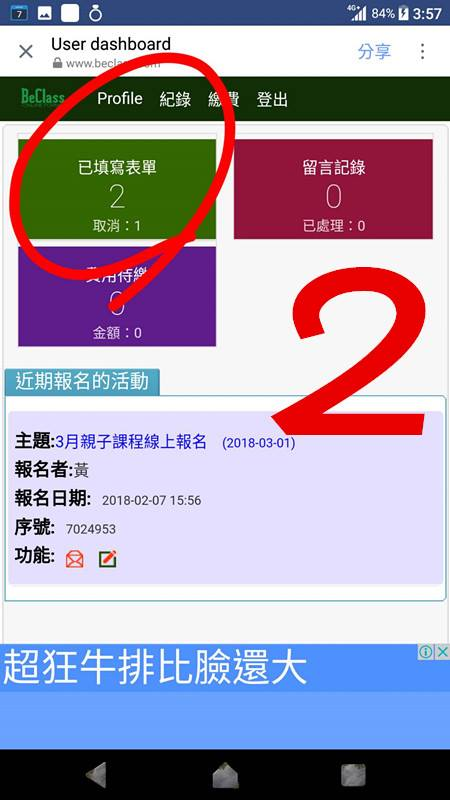 7 4G 84% 3:57
User dashboard
分享
www.beclass.com
BeClass Profile 紀錄 繳費 登出
已填寫表單
2
取消：1
留言記錄
0
已處理：0
費用待繳
0
金額：0
2
近期報名的活動
主題:3月親子課程線上報名 (2018-03-01)
報名者:黃
報名日期: 2018-02-07 15:56
序號: 7024953
功能:
超狂牛排比臉還大